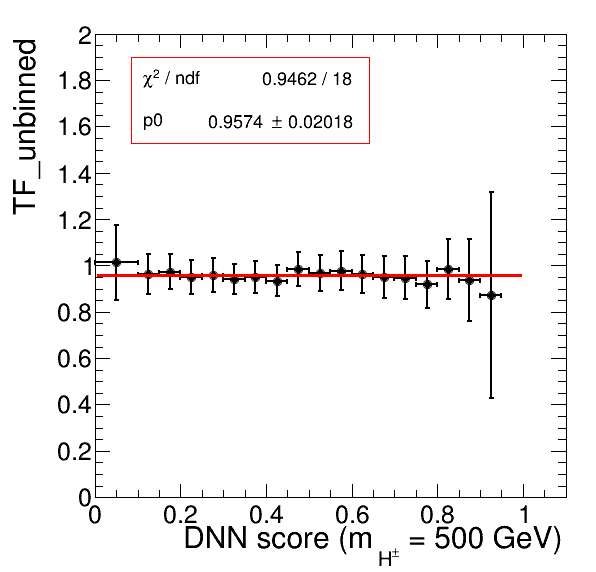 TF_unbinned
2
1.8
1.6
1.4
1.2
1
0.8
0.6
0.4
0.2
0
χ² / ndf 0.9462 / 18
p0 0.9574 ± 0.02018
0 0.2 0.4 0.6 0.8 1
DNN score (m_H± = 500 GeV)